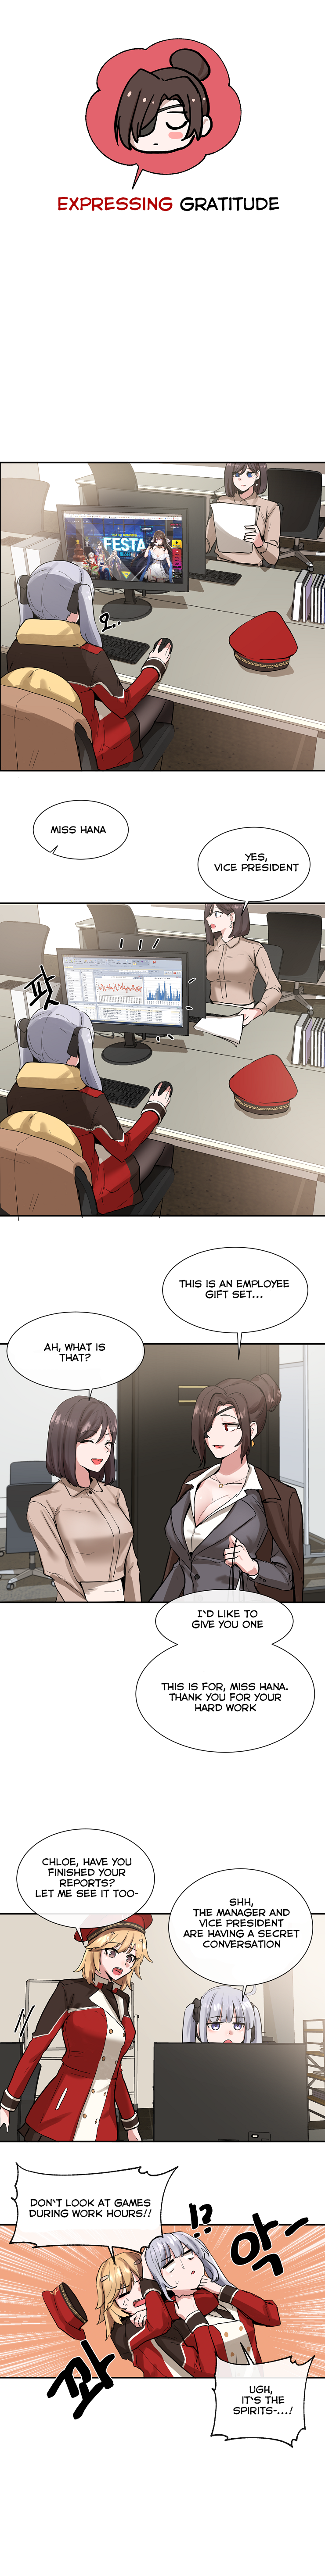 EXPRESSING GRATITUDE
FESTA
오..
MISS HANA
YES,
VICE PRESIDENT
팟
THIS IS AN EMPLOYEE
GIFT SET...
AH, WHAT IS
THAT?
I'D LIKE TO
GIVE YOU ONE
THIS IS FOR, MISS HANA.
THANK YOU FOR YOUR
HARD WORK
CHLOE, HAVE YOU
FINISHED YOUR
REPORTS?
LET ME SEE IT TOO-
SHH,
THE MANAGER AND
VICE PRESIDENT
ARE HAVING A SECRET
CONVERSATION
DON'T LOOK AT GAMES
DURING WORK HOURS!!
!?
악-
콱
UGH,
IT'S THE
SPIRITS-...!